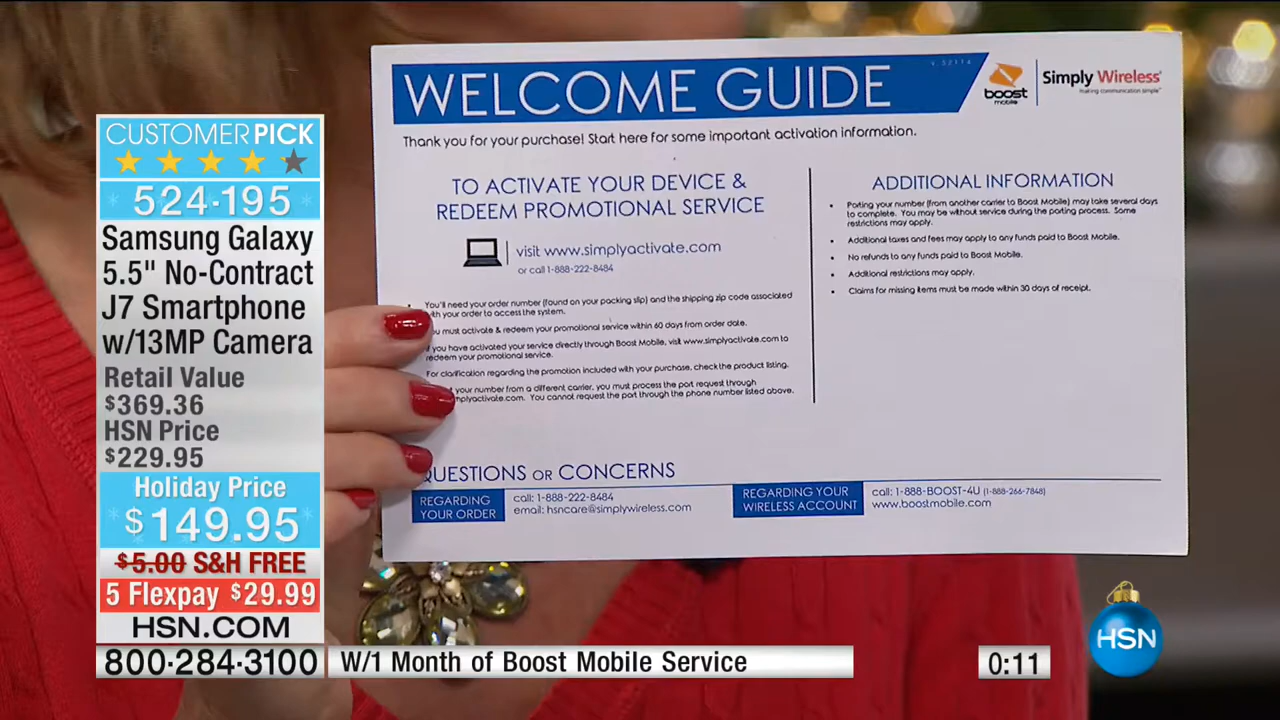 CUSTOMER PICK
524-195
Samsung Galaxy
5.5" No-Contract
J7 Smartphone
w/13MP Camera
Retail Value
$369.36
HSN Price
$229.95
Holiday Price
$149.95
$5.00 S&H FREE
5 Flexpay $29.99
HSN.COM
800-284-3100
W/1 Month of Boost Mobile Service
0:11
HSN
WELCOME GUIDE
boost
mobile
Simply Wireless
making communication simple
Thank you for your purchase! Start here for some important activation information.
TO ACTIVATE YOUR DEVICE &
REDEEM PROMOTIONAL SERVICE
visit www.simplyactivate.com
or call 1-888-222-8484
You'll need your order number (found on your packing slip) and the shipping zip code associated
your order to access the system.
must activate & redeem your promotional service within 60 days from order date.
you have activated your service directly through Boost Mobile, visit www.simplyactivate.com to
redeem your promotional service.
For clarification regarding the promotion included with your purchase, check the product listing.
your number from a different carrier, you must process the port request through
You cannot request the port through the phone number listed above.
ADDITIONAL INFORMATION
Porting your number (from another carrier to Boost Mobile) may take several days
to complete. You may be without service during the porting process. Some
restrictions may apply.
Additional taxes and fees may apply to any funds paid to Boost Mobile.
No refunds to any funds paid to Boost Mobile.
Additional restrictions may apply.
Claims for missing items must be made within 30 days of receipt.
QUESTIONS OR CONCERNS
REGARDING
YOUR ORDER
call: 1-888-222-8484
email: hsncare@simplywireless.com
REGARDING YOUR
WIRELESS ACCOUNT
call: 1-888-BOOST-4U (1-888-266-7848)
www.boostmobile.com